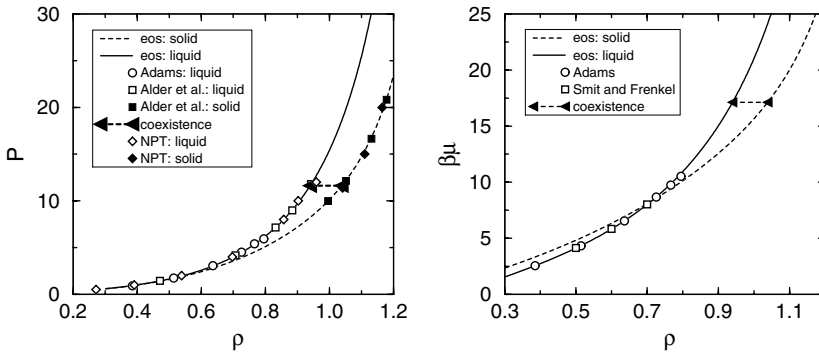 30
20
10
0
P
eos: solid
eos: liquid
Adams: liquid
Alder et al.: liquid
Alder et al.: solid
coexistence
NPT: liquid
NPT: solid
0.2 0.4 0.6 0.8 1.0 1.2
ρ
25
20
15
10
5
0
βμ
eos: solid
eos: liquid
Adams
Smit and Frenkel
coexistence
0.3 0.5 0.7 0.9 1.1
ρ